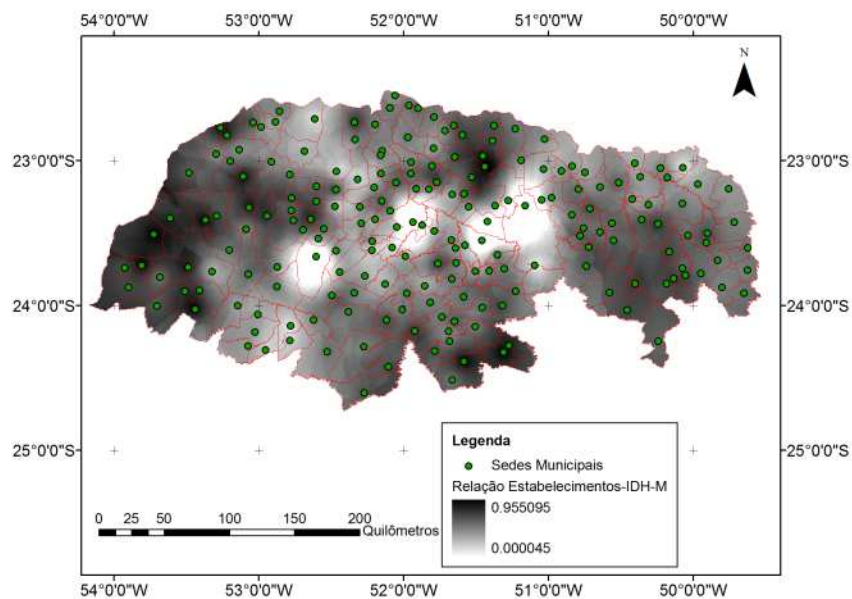 54°0'0"W 53°0'0"W 52°0'0"W 51°0'0"W 50°0'0"W
N
23°0'0"S 23°0'0"S
24°0'0"S 24°0'0"S
25°0'0"S 25°0'0"S
Legenda
Sedes Municipais
Relação Estabelecimentos-IDH-M
0.955095
0.000045
0 25 50 100 150 200
Quilômetros
54°0'0"W 53°0'0"W 52°0'0"W 51°0'0"W 50°0'0"W